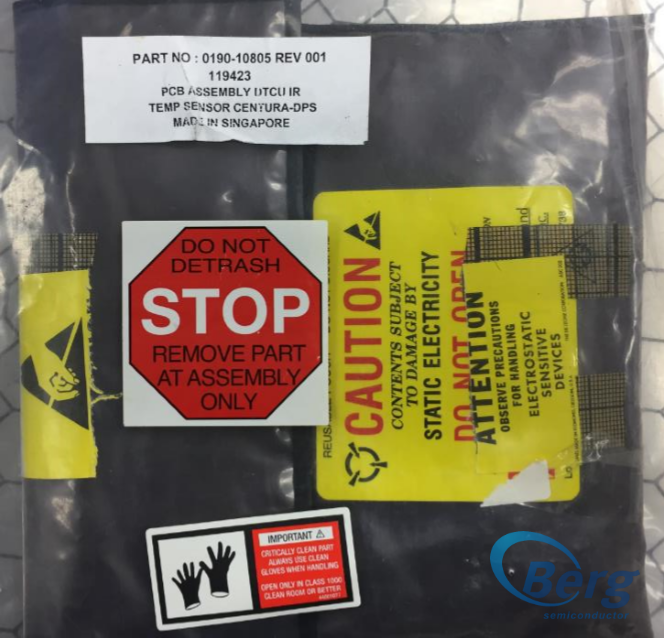 PART NO : 0190-10805 REV 001
119423
PCB ASSEMBLY DTCU IR
TEMP SENSOR CENTURA-DPS
MADE IN SINGAPORE
DO NOT
DETRASH
STOP
REMOVE PART
AT ASSEMBLY
ONLY
CAUTION
CONTENTS SUBJECT
TO DAMAGE BY
STATIC ELECTRICITY
DO NOT OPEN
ATTENTION
OBSERVE PRECAUTIONS
FOR HANDLING
ELECTROSTATIC
SENSITIVE
DEVICES
IMPORTANT
CRITICALLY CLEAN PART
ALWAYS USE CLEAN
GLOVES WHEN HANDLING
OPEN ONLY IN CLASS 1000
CLEAN ROOM OR BETTER
Berg
semiconductor